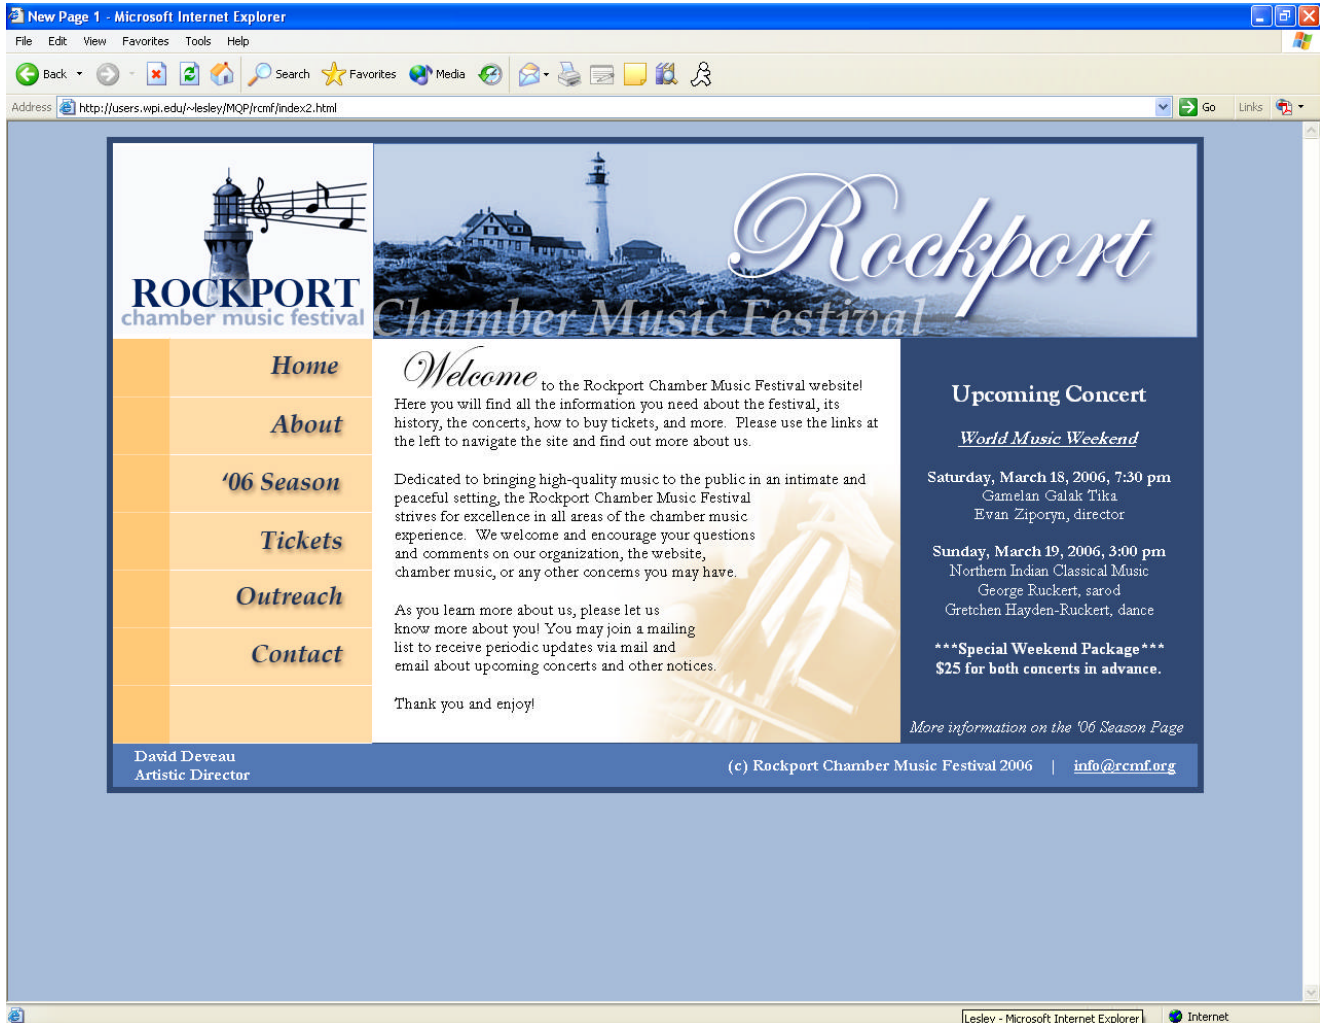 New Page 1 - Microsoft Internet Explorer
File Edit View Favorites Tools Help
Back Search Favorites Media
Address http://users.wpi.edu/~lesley/MQP/rcmf/index2.html Go Links
ROCKPORT
chamber music festival
Rockport
Chamber Music Festival
Home
About
'06 Season
Tickets
Outreach
Contact
Welcome to the Rockport Chamber Music Festival website!
Here you will find all the information you need about the festival, its
history, the concerts, how to buy tickets, and more. Please use the links at
the left to navigate the site and find out more about us.
Dedicated to bringing high-quality music to the public in an intimate and
peaceful setting, the Rockport Chamber Music Festival
strives for excellence in all areas of the chamber music
experience. We welcome and encourage your questions
and comments on our organization, the website,
chamber music, or any other concerns you may have.
As you learn more about us, please let us
know more about you! You may join a mailing
list to receive periodic updates via mail and
email about upcoming concerts and other notices.
Thank you and enjoy!
Upcoming Concert
World Music Weekend
Saturday, March 18, 2006, 7:30 pm
Gamelan Galak Tika
Evan Ziporyn, director
Sunday, March 19, 2006, 3:00 pm
Northern Indian Classical Music
George Ruckert, sarod
Gretchen Hayden-Ruckert, dance
***Special Weekend Package***
$25 for both concerts in advance.
More information on the '06 Season Page
David Deveau
Artistic Director
(c) Rockport Chamber Music Festival 2006 | info@rcmf.org
Lesley - Microsoft Internet Explorer
Internet